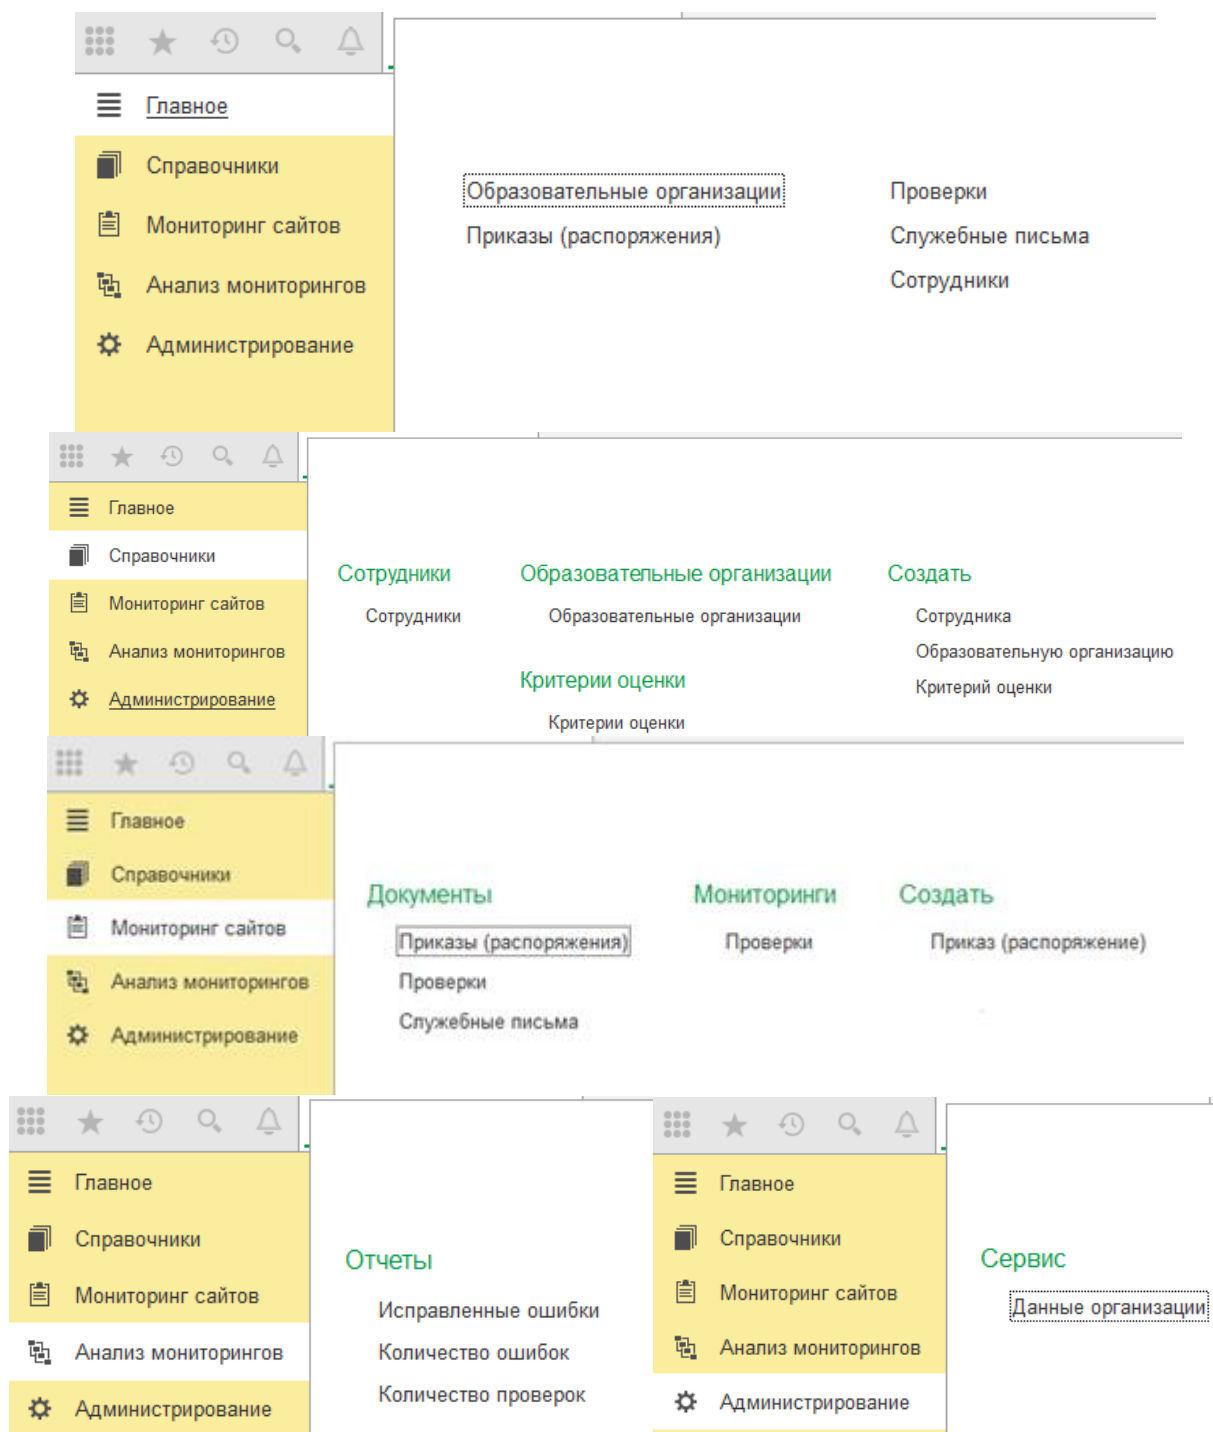 Главное
Справочники
Мониторинг сайтов
Анализ мониторингов
Администрирование
Образовательные организации
Приказы (распоряжения)
Проверки
Служебные письма
Сотрудники
Главное
Справочники
Мониторинг сайтов
Анализ мониторингов
Администрирование
Сотрудники
Сотрудники
Образовательные организации
Образовательные организации
Критерии оценки
Критерии оценки
Создать
Сотрудника
Образовательную организацию
Критерий оценки
Главное
Справочники
Мониторинг сайтов
Анализ мониторингов
Администрирование
Документы
Приказы (распоряжения)
Проверки
Служебные письма
Мониторинги
Проверки
Создать
Приказ (распоряжение)
Главное
Справочники
Мониторинг сайтов
Анализ мониторингов
Администрирование
Отчеты
Исправленные ошибки
Количество ошибок
Количество проверок
Главное
Справочники
Мониторинг сайтов
Анализ мониторингов
Администрирование
Сервис
Данные организации